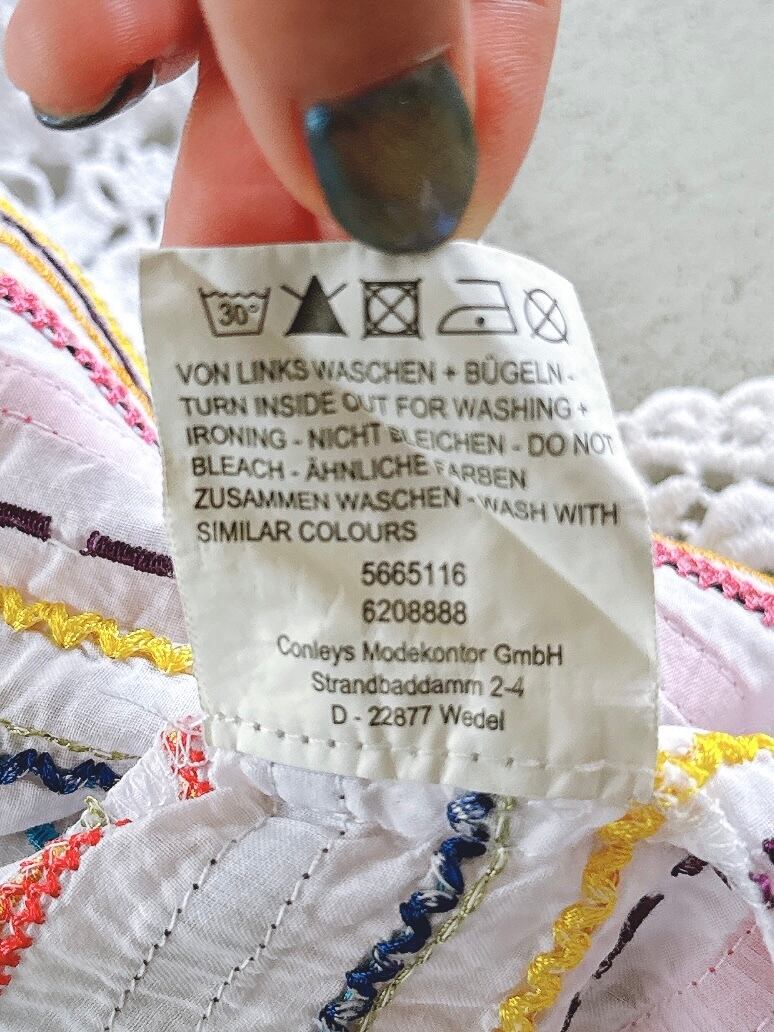 30°
VON LINKS WASCHEN + BÜGELN -
TURN INSIDE OUT FOR WASHING +
IRONING - NICHT BLEICHEN - DO NOT
BLEACH - ÄHNLICHE FARBEN
ZUSAMMEN WASCHEN - WASH WITH
SIMILAR COLOURS
5665116
6208888
Conleys Modekontor GmbH
Strandbaddamm 2-4
D - 22877 Wedel